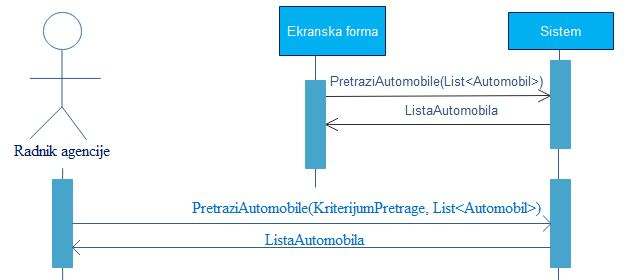 Ekranska forma
Sistem
PretraziAutomobile(List<Automobil>)
ListaAutomobila
Radnik agencije
PretraziAutomobile(KriterijumPretrage, List<Automobil>)
ListaAutomobila